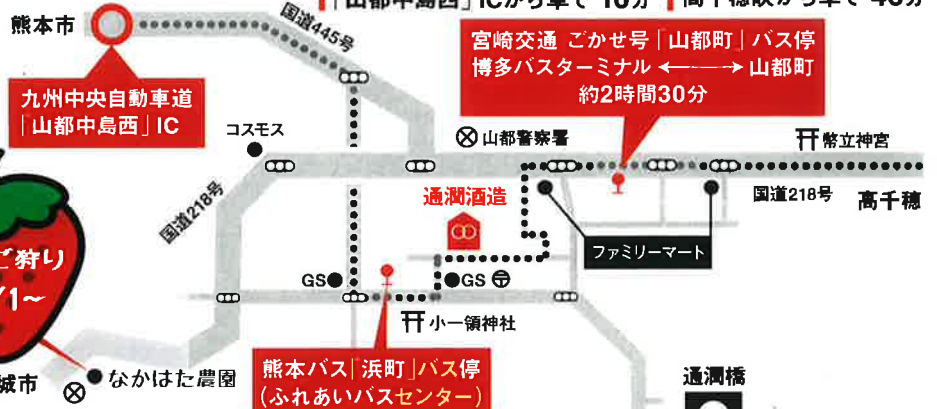 「山都中島西」ICから車で 10分
高千穂峡から車で 40分
熊本市
国道445号
宮崎交通 ごかせ号「山都町」バス停
博多バスターミナル ←→ 山都町
約2時間30分
九州中央自動車道
「山都中島西」IC
コスモス
山都警察署
幣立神宮
国道218号
通潤酒造
国道218号
高千穂
ファミリーマート
ご狩り
/1～
GS
GS
小一領神社
熊本バス「浜町」バス停
(ふれあいバスセンター)
城市
なかはた農園
通潤橋